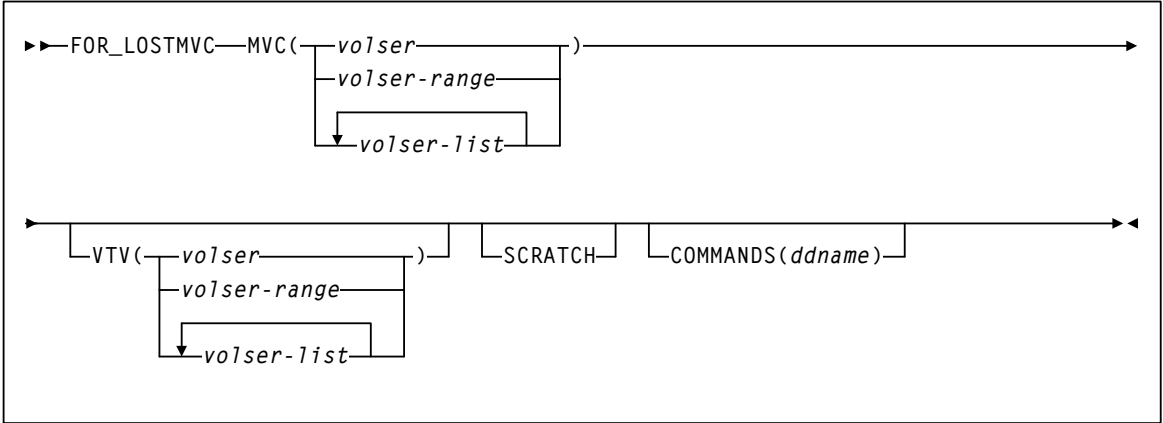 FOR_LOSTMVC MVC( volser )
volser-range
volser-list
VTV( volser ) SCRATCH COMMANDS(ddname)
volser-range
volser-list